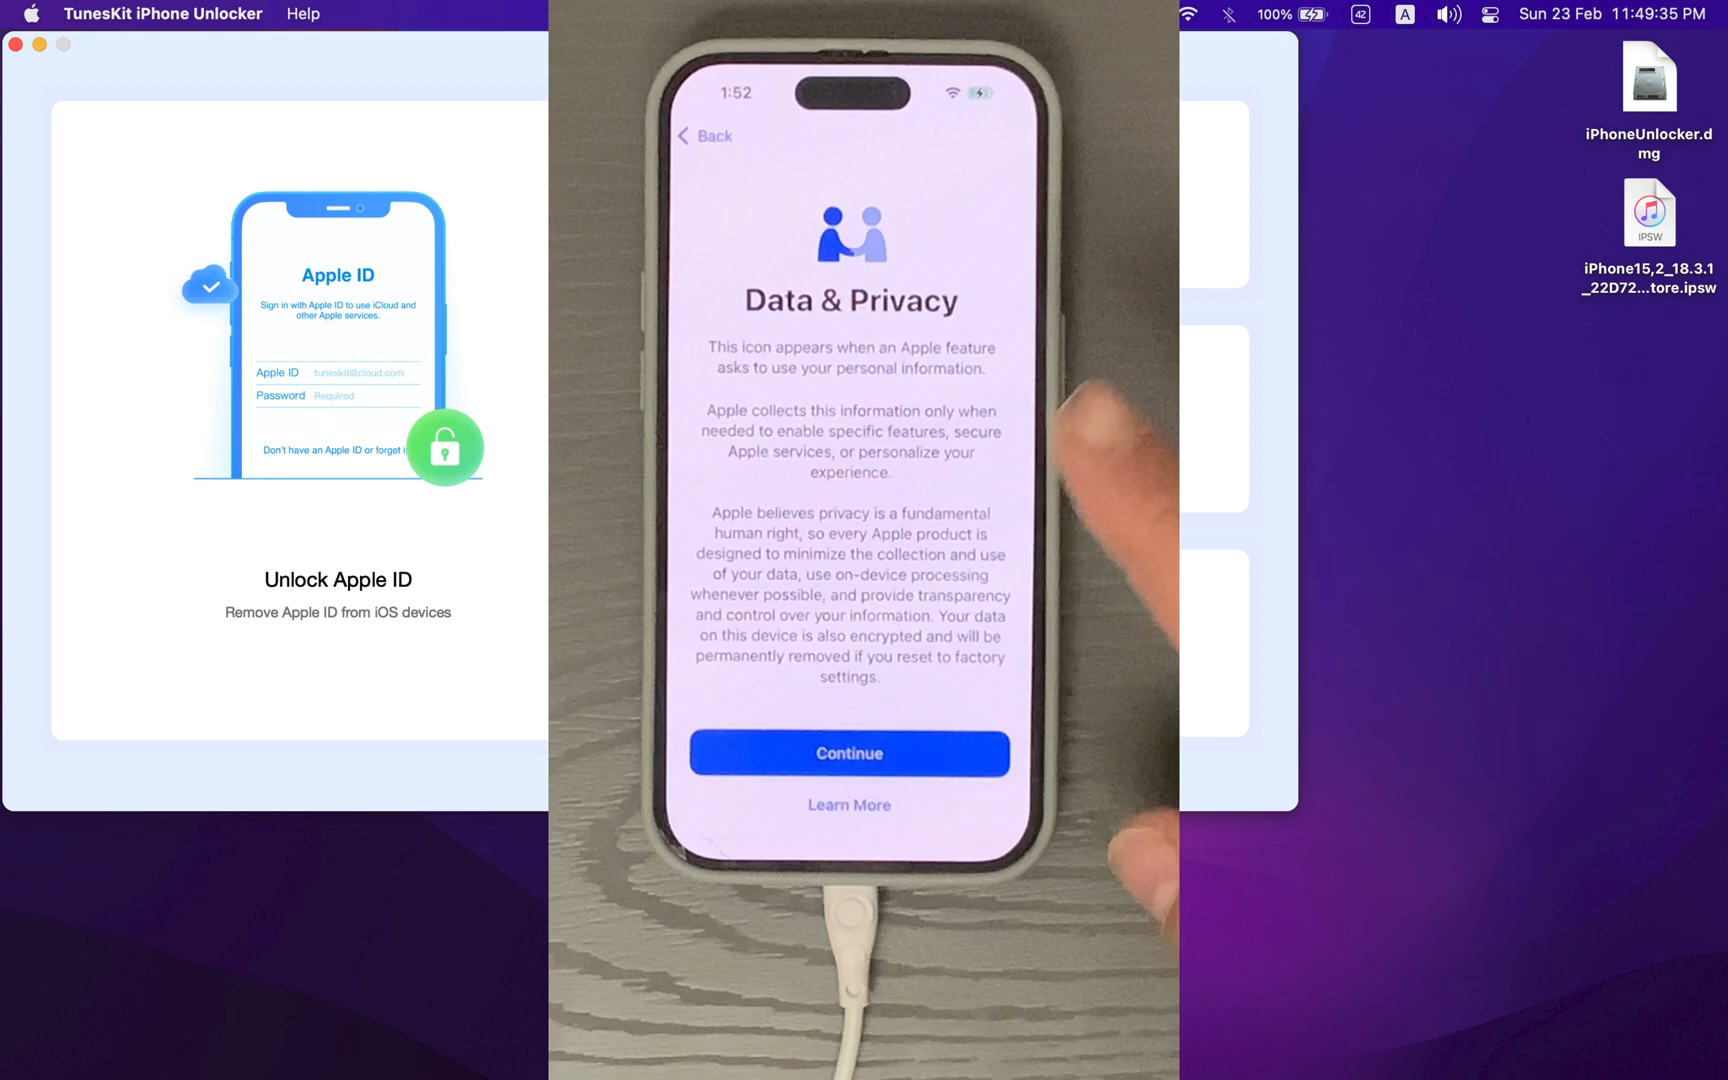 TunesKit iPhone Unlocker Help
100% 42 A Sun 23 Feb 11:49:35 PM
Apple ID
Sign in with Apple ID to use iCloud and
other Apple services.
Apple ID tuneskit@cloud.com
Password Required
Don't have an Apple ID or forget i
Unlock Apple ID
Remove Apple ID from iOS devices
1:52
Back
Data & Privacy
This icon appears when an Apple feature
asks to use your personal information.
Apple collects this information only when
needed to enable specific features, secure
Apple services, or personalize your
experience.
Apple believes privacy is a fundamental
human right, so every Apple product is
designed to minimize the collection and use
of your data, use on-device processing
whenever possible, and provide transparency
and control over your information. Your data
on this device is also encrypted and will be
permanently removed if you reset to factory
settings.
Continue
Learn More
iPhoneUnlocker.d
mg
IPSW
iPhone15,2_18.3.1
_22D72...tore.ipsw